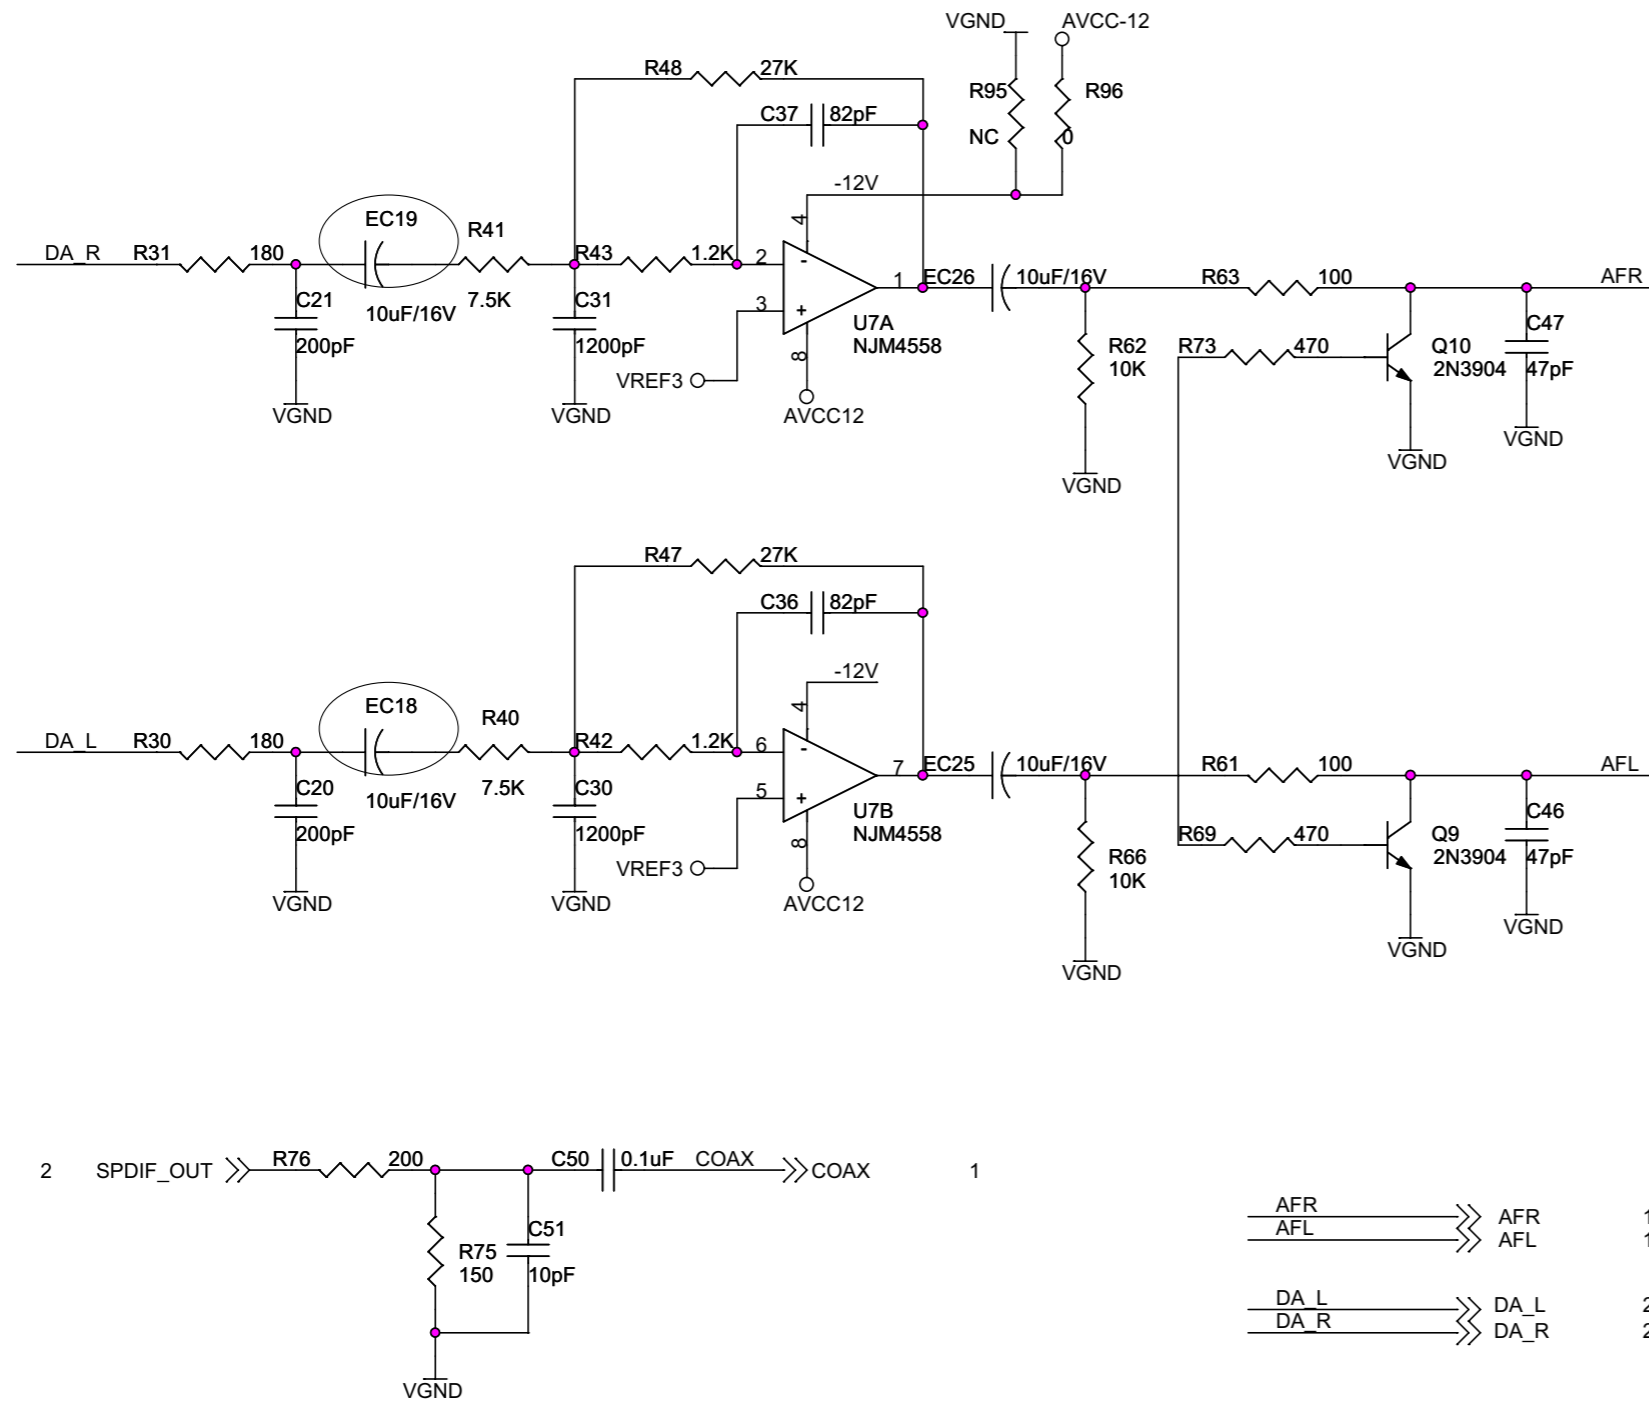 VGND AVCC-12
R48 27K
R95 R96
C37 82pF
NC 0
-12V
4
EC19
R41
DA_R R31 180 R43 1.2K 2 -
1 EC26 10uF/16V R63 100 AFR
C21 10uF/16V 7.5K C31 3 +
200pF 1200pF
U7A
NJM4558
C47
R62
10K
R73 470 Q10
2N3904 47pF
8
VREF3
VGND VGND AVCC12
VGND
VGND
VGND
R47 27K
C36 82pF
-12V
4
EC18
R40
DA_L R30 180 R42 1.2K 6 -
7 EC25 10uF/16V R61 100 AFL
C20 10uF/16V 7.5K C30 5 +
200pF 1200pF
U7B
NJM4558
C46
R66
10K
R69 470 Q9
2N3904 47pF
8
VREF3
VGND VGND AVCC12
VGND
VGND
VGND
2 SPDIF_OUT R76 200 C50 0.1uF COAX COAX 1
C51
R75
150 10pF
VGND
AFR AFR 1
AFL AFL 1
DA_L DA_L 2
DA_R DA_R 2